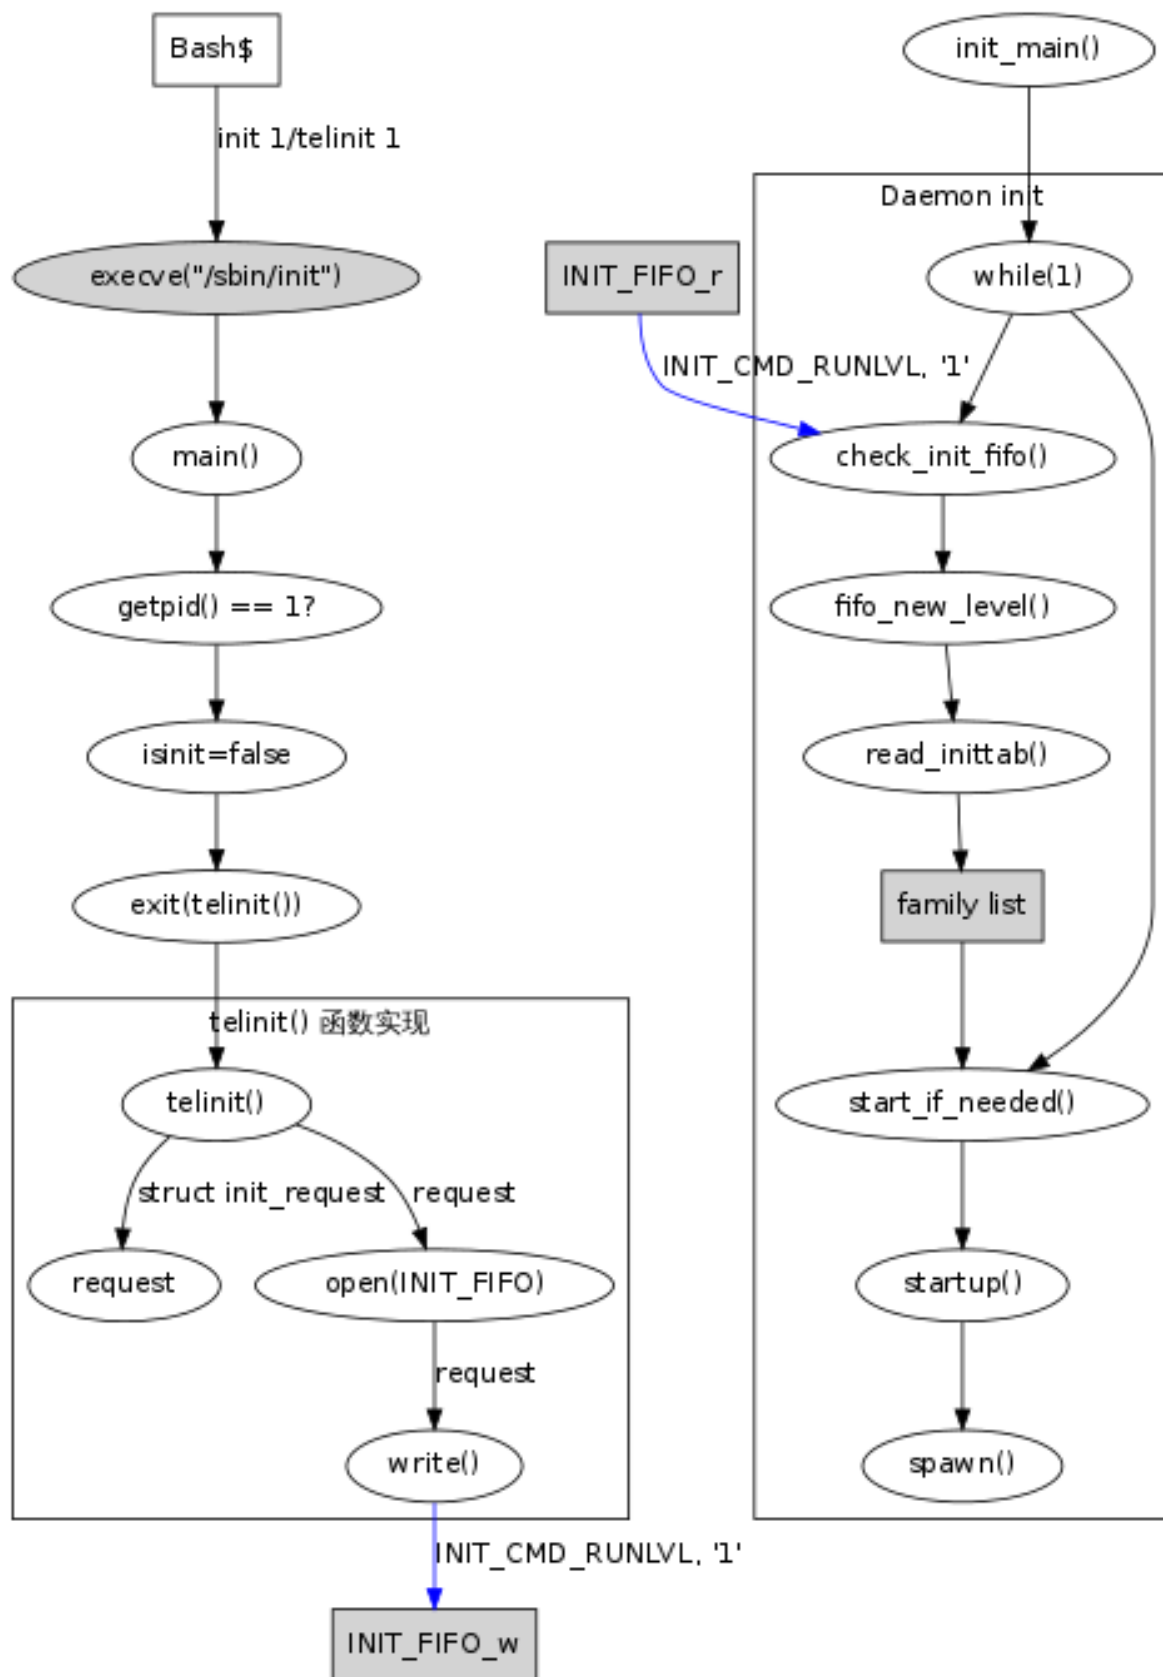 Bash$
init 1/telinit 1
execve("/sbin/init")
main()
getpid() == 1?
isinit=false
exit(telinit())
telinit() 函数实现
telinit()
struct init_request
request
request
open(INIT_FIFO)
request
write()
INIT_CMD_RUNLVL, '1'
INIT_FIFO_w
init_main()
Daemon init
while(1)
INIT_FIFO_r
INIT_CMD_RUNLVL, '1'
check_init_fifo()
fifo_new_level()
read_inittab()
family list
start_if_needed()
startup()
spawn()